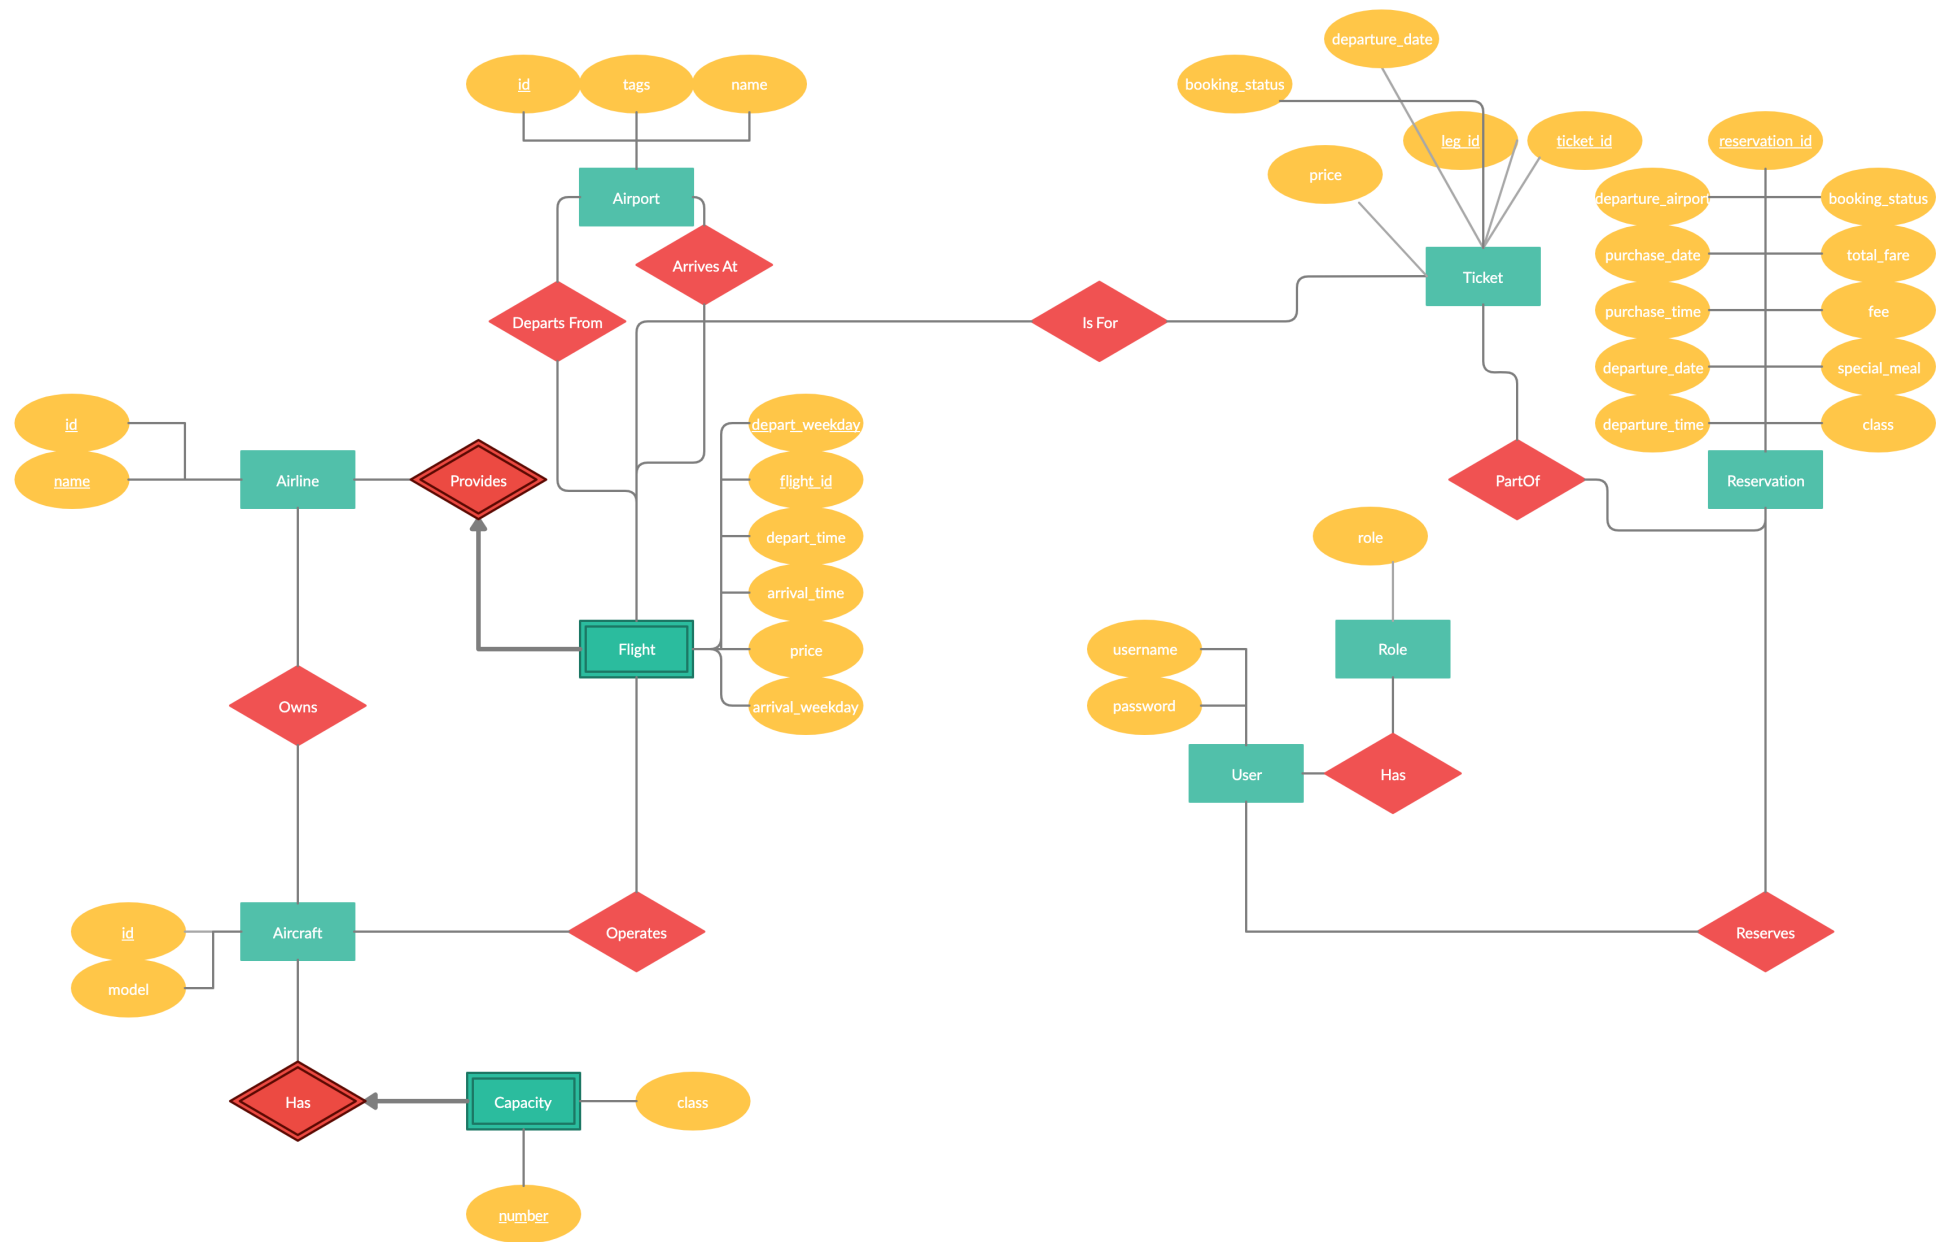 departure_date
id
tags
name
booking_status
leg_id
ticket_id
reservation_id
price
Airport
departure_airport
booking_status
Arrives At
purchase_date
total_fare
Ticket
Departs From
Is For
purchase_time
fee
departure_date
special_meal
id
depart_weekday
departure_time
class
name
Airline
Provides
flight_id
PartOf
Reservation
depart_time
role
arrival_time
Flight
price
username
Role
Owns
arrival_weekday
password
User
Has
id
Aircraft
Operates
Reserves
model
Has
Capacity
class
number